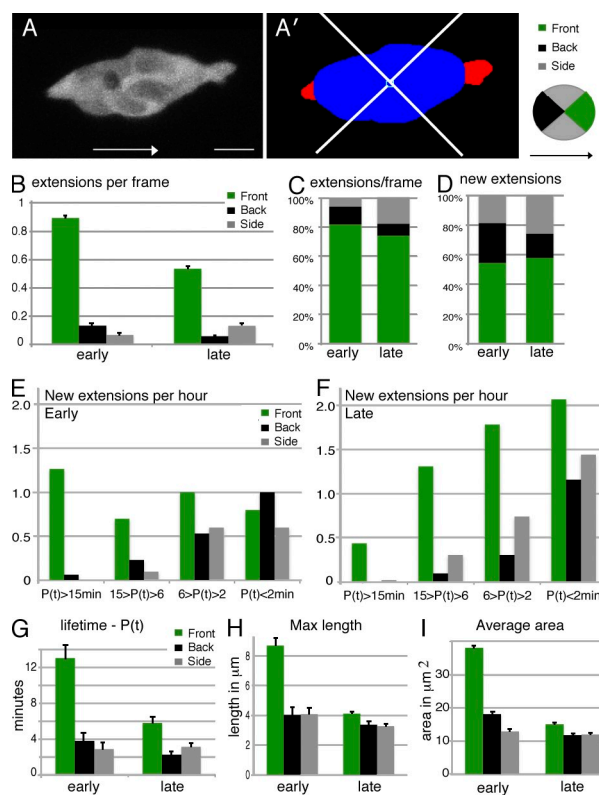 A
A′
Front
Back
Side
B
extensions per frame
Front
Back
Side
1
0.8
0.6
0.4
0.2
0
early
late
C
extensions/frame
100%
80%
60%
40%
20%
0%
early
late
D
new extensions
100%
80%
60%
40%
20%
0%
early
late
E
New extensions per hour
Early
Front
Back
Side
2.0
1.5
1.0
0.5
0
P(t)>15min
15>P(t)>6
6>P(t)>2
P(t)<2min
F
New extensions per hour
Late
2.0
1.5
1.0
0.5
0
P(t)>15min
15>P(t)>6
6>P(t)>2
P(t)<2min
G
lifetime - P(t)
Front
Back
Side
minutes
12
8
4
0
early
late
H
Max length
length in μm
8
6
4
2
0
early
late
I
Average area
area in μm 2
30
20
10
0
early
late